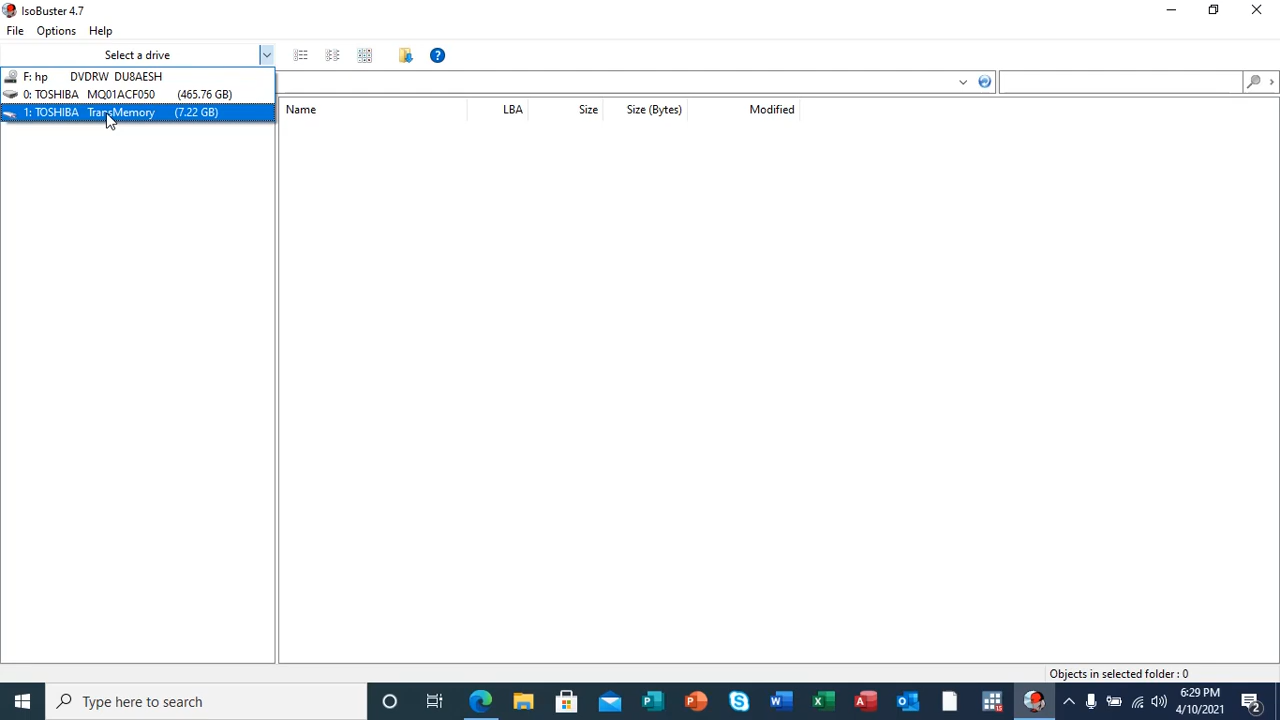 IsoBuster 4.7
File Options Help
Select a drive
F: hp DVDRW DU8AESH
0: TOSHIBA MQ01ACF050 (465.76 GB)
1: TOSHIBA TransMemory (7.22 GB)
Name LBA Size Size (Bytes) Modified
Objects in selected folder : 0
Type here to search
6:29 PM
4/10/2021
2